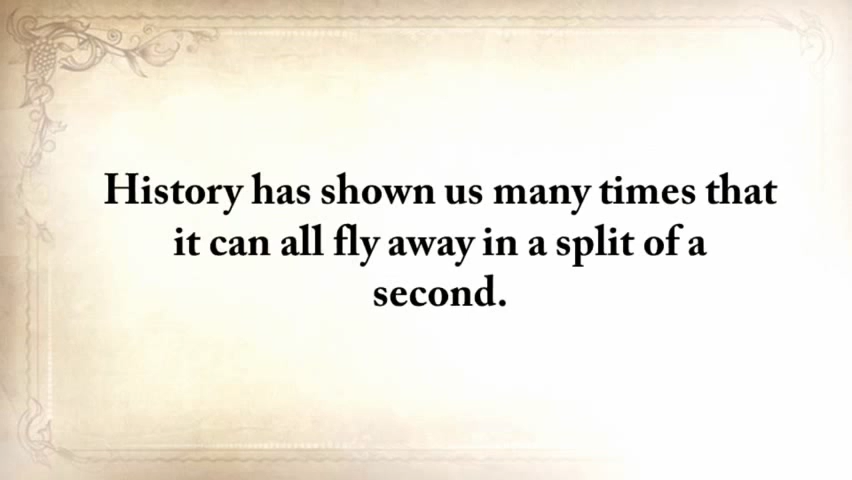 History has shown us many times that
it can all fly away in a split of a
second.